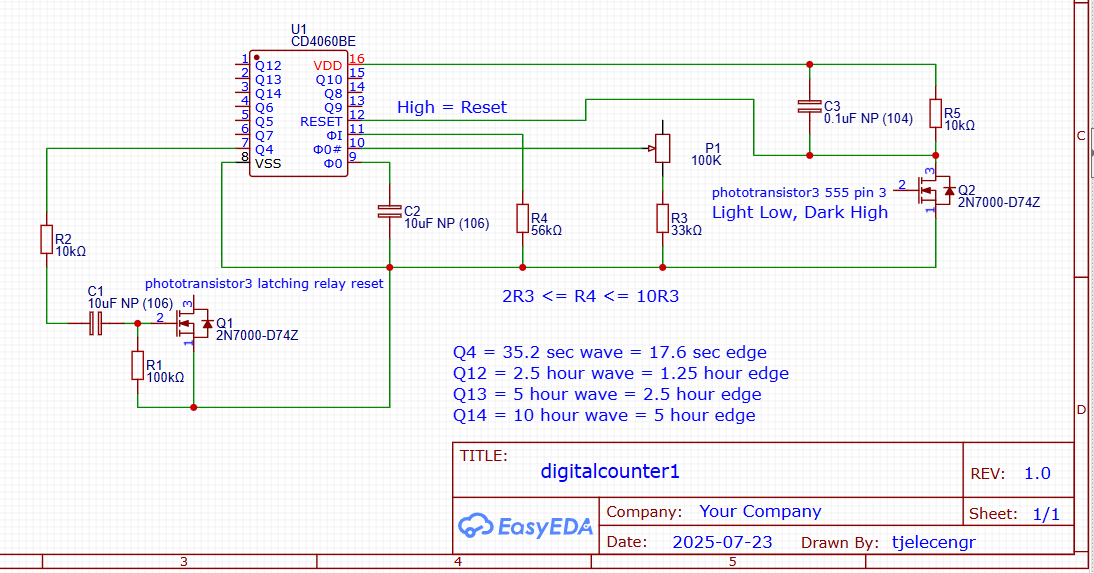 U1
CD4060BE
1 Q12 VDD 16
2 Q13 Q10 15
3 Q14 Q8 14
4 Q6 Q9 13
5 Q5 RESET 12
6 Q7 ΦI 11
7 Q4 Φ0# 10
8 VSS Φ0 9
High = Reset
C3
0.1uF NP (104)
R5
10kΩ
C
P1
100K
phototransistor3 555 pin 3
Light Low, Dark High
2
3
1
Q2
2N7000-D74Z
C2
10uF NP (106)
R4
56kΩ
R3
33kΩ
R2
10kΩ
phototransistor3 latching relay reset
C1
10uF NP (106)
2
3
1
Q1
2N7000-D74Z
R1
100kΩ
2R3 <= R4 <= 10R3
Q4 = 35.2 sec wave = 17.6 sec edge
Q12 = 2.5 hour wave = 1.25 hour edge
Q13 = 5 hour wave = 2.5 hour edge
Q14 = 10 hour wave = 5 hour edge
D
TITLE:
digitalcounter1
REV: 1.0
EasyEDA
Company: Your Company
Sheet: 1/1
Date: 2025-07-23 Drawn By: tjelecengr
3 4 5